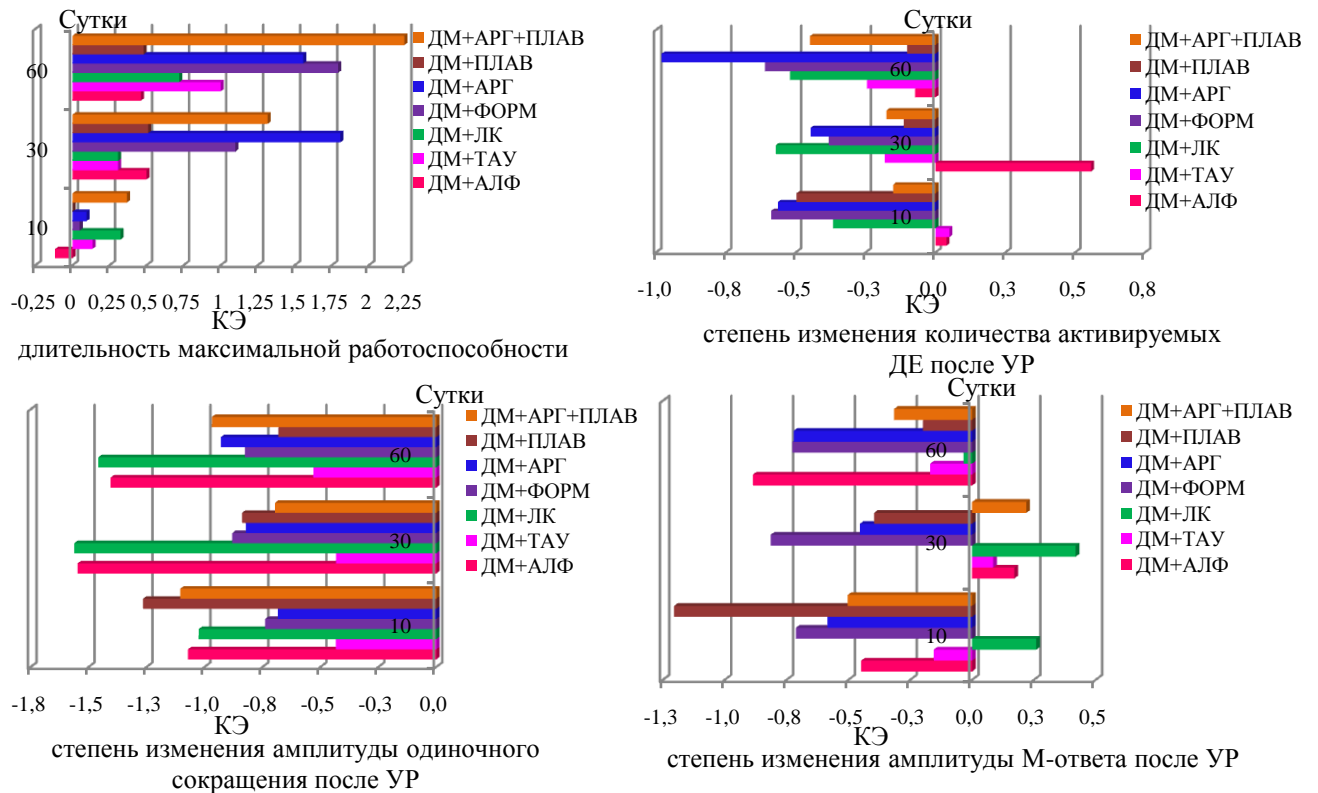 Сутки
60
30
10
ДМ+АРГ+ПЛАВ
ДМ+ПЛАВ
ДМ+АРГ
ДМ+ФОРМ
ДМ+ЛК
ДМ+ТАУ
ДМ+АЛФ
-0,25 0 0,25 0,5 0,75 1 1,25 1,5 1,75 2 2,25
КЭ
длительность максимальной работоспособности
Сутки
60
30
10
ДМ+АРГ+ПЛАВ
ДМ+ПЛАВ
ДМ+АРГ
ДМ+ФОРМ
ДМ+ЛК
ДМ+ТАУ
ДМ+АЛФ
-1,0 -0,5 -0,3 0,0 0,3 0,5 0,8
КЭ
степень изменения количества активируемых
ДЕ после УР
Сутки
60
30
10
ДМ+АРГ+ПЛАВ
ДМ+ПЛАВ
ДМ+АРГ
ДМ+ФОРМ
ДМ+ЛК
ДМ+ТАУ
ДМ+АЛФ
-1,8 -1,5 -1,3 -1,0 -0,8 -0,5 -0,3 0,0
КЭ
степень изменения амплитуды одиночного
сокращения после УР
Сутки
60
30
10
ДМ+АРГ+ПЛАВ
ДМ+ПЛАВ
ДМ+АРГ
ДМ+ФОРМ
ДМ+ЛК
ДМ+ТАУ
ДМ+АЛФ
-1,3 -1,0 -0,8 -0,5 -0,3 0,0 0,3 0,5
КЭ
степень изменения амплитуды М-ответа после УР